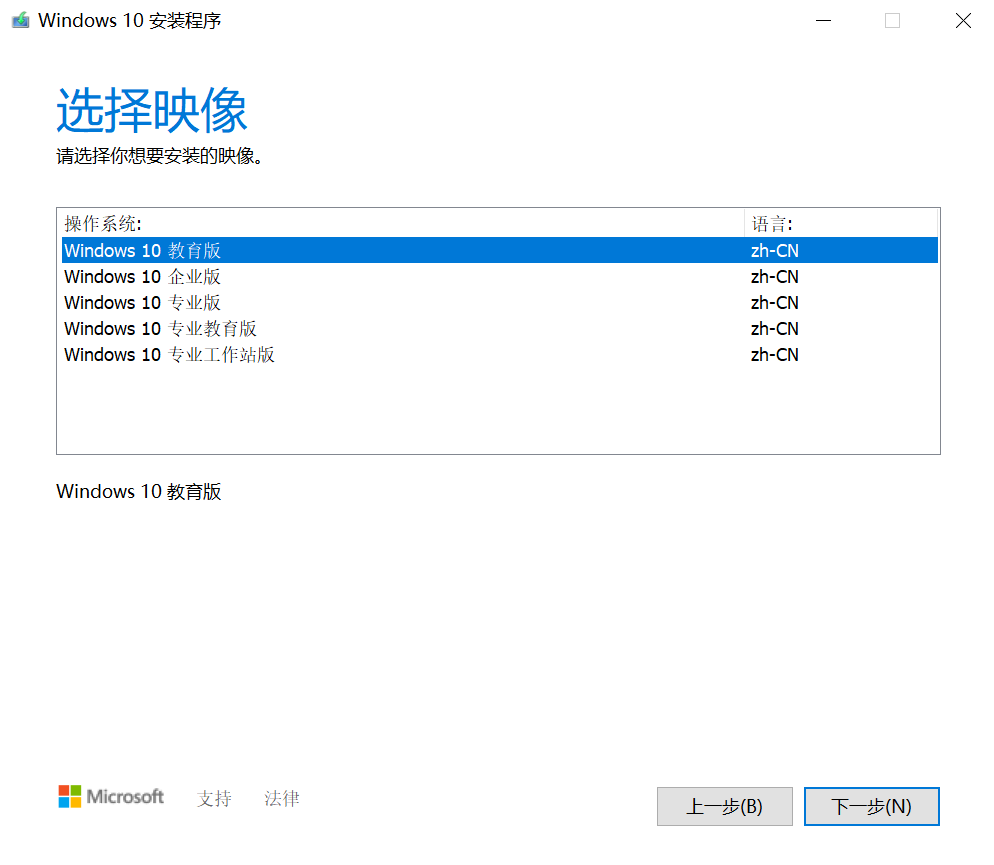 Windows 10 安装程序
选择映像
请选择你想要安装的映像。
操作系统: 语言:
Windows 10 教育版 zh-CN
Windows 10 企业版 zh-CN
Windows 10 专业版 zh-CN
Windows 10 专业教育版 zh-CN
Windows 10 专业工作站版 zh-CN
Windows 10 教育版
Microsoft 支持 法律 上一步(B) 下一步(N)